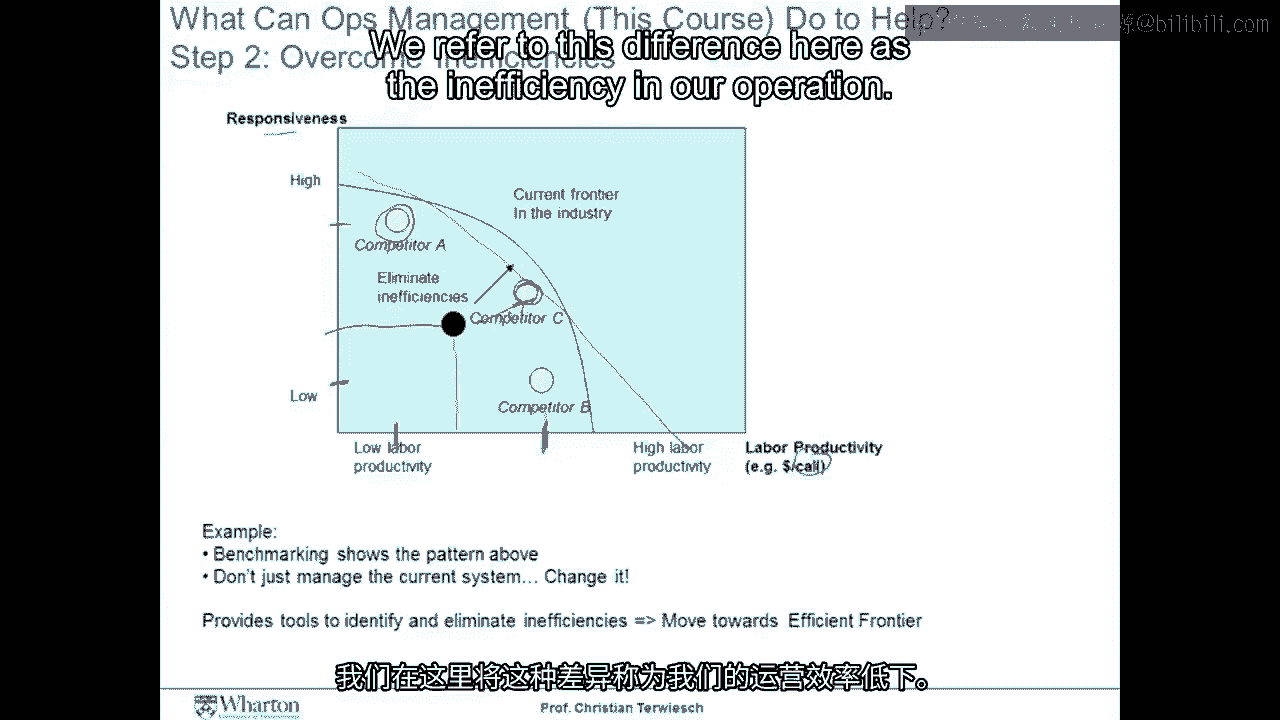 What Can Ops Management (This Course) Do to Help?
Step 2: Overcome Inefficiencies
@bilibili.com
We refer to this difference here as
the inefficiency in our operation.
Responsiveness
High
Current frontier
In the industry
Competitor A
Eliminate
inefficiencies
Competitor C
Low
Competitor B
Low labor
productivity
High labor
productivity
Labor Productivity
(e.g. $/call)
Example:
• Benchmarking shows the pattern above
• Don't just manage the current system... Change it!
Provides tools to identify and eliminate inefficiencies => Move towards Efficient Frontier
我们在这里将这种差异称为我们的运营效率低下。
Wharton
Prof. Christian Terwiesch